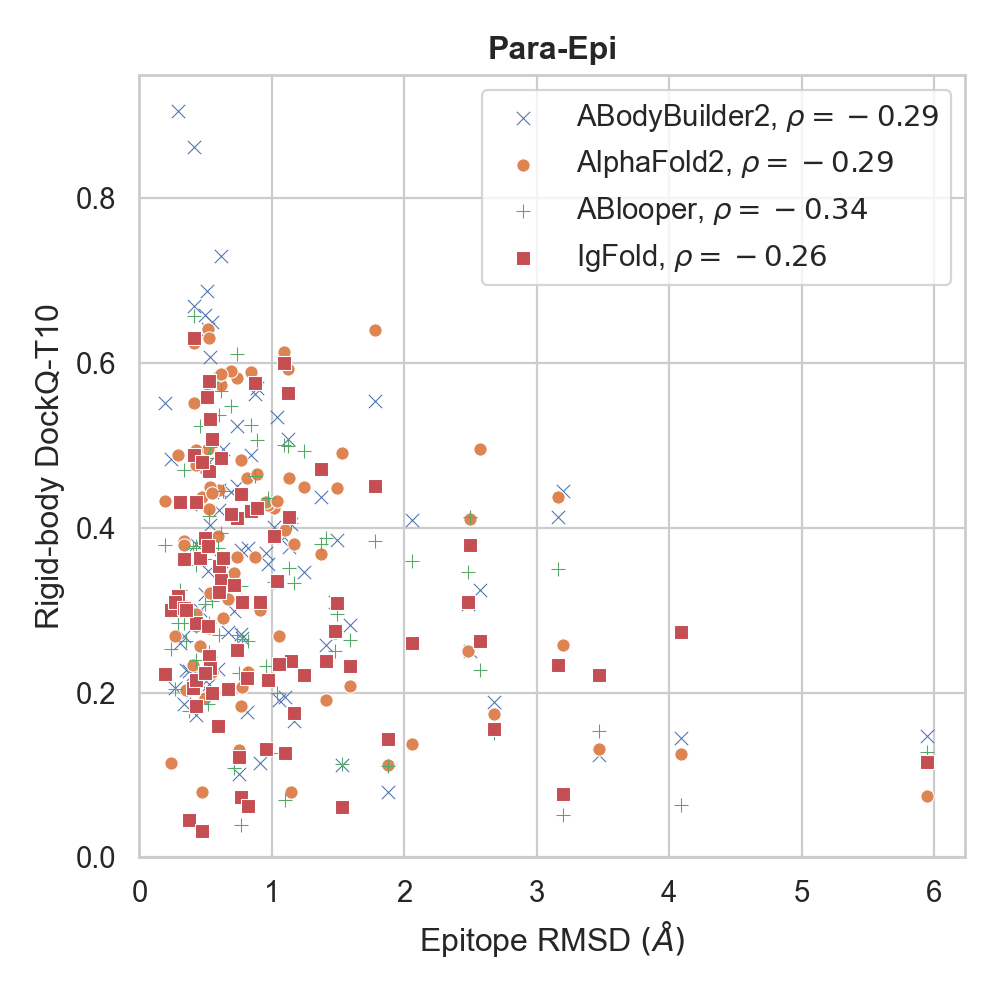 Para-Epi
ABodyBuilder2, ρ = − 0.29
AlphaFold2, ρ = − 0.29
ABlooper, ρ = − 0.34
IgFold, ρ = − 0.26
Rigid-body DockQ-T10
0.8
0.6
0.4
0.2
0.0
0 1 2 3 4 5 6
Epitope RMSD (Å)